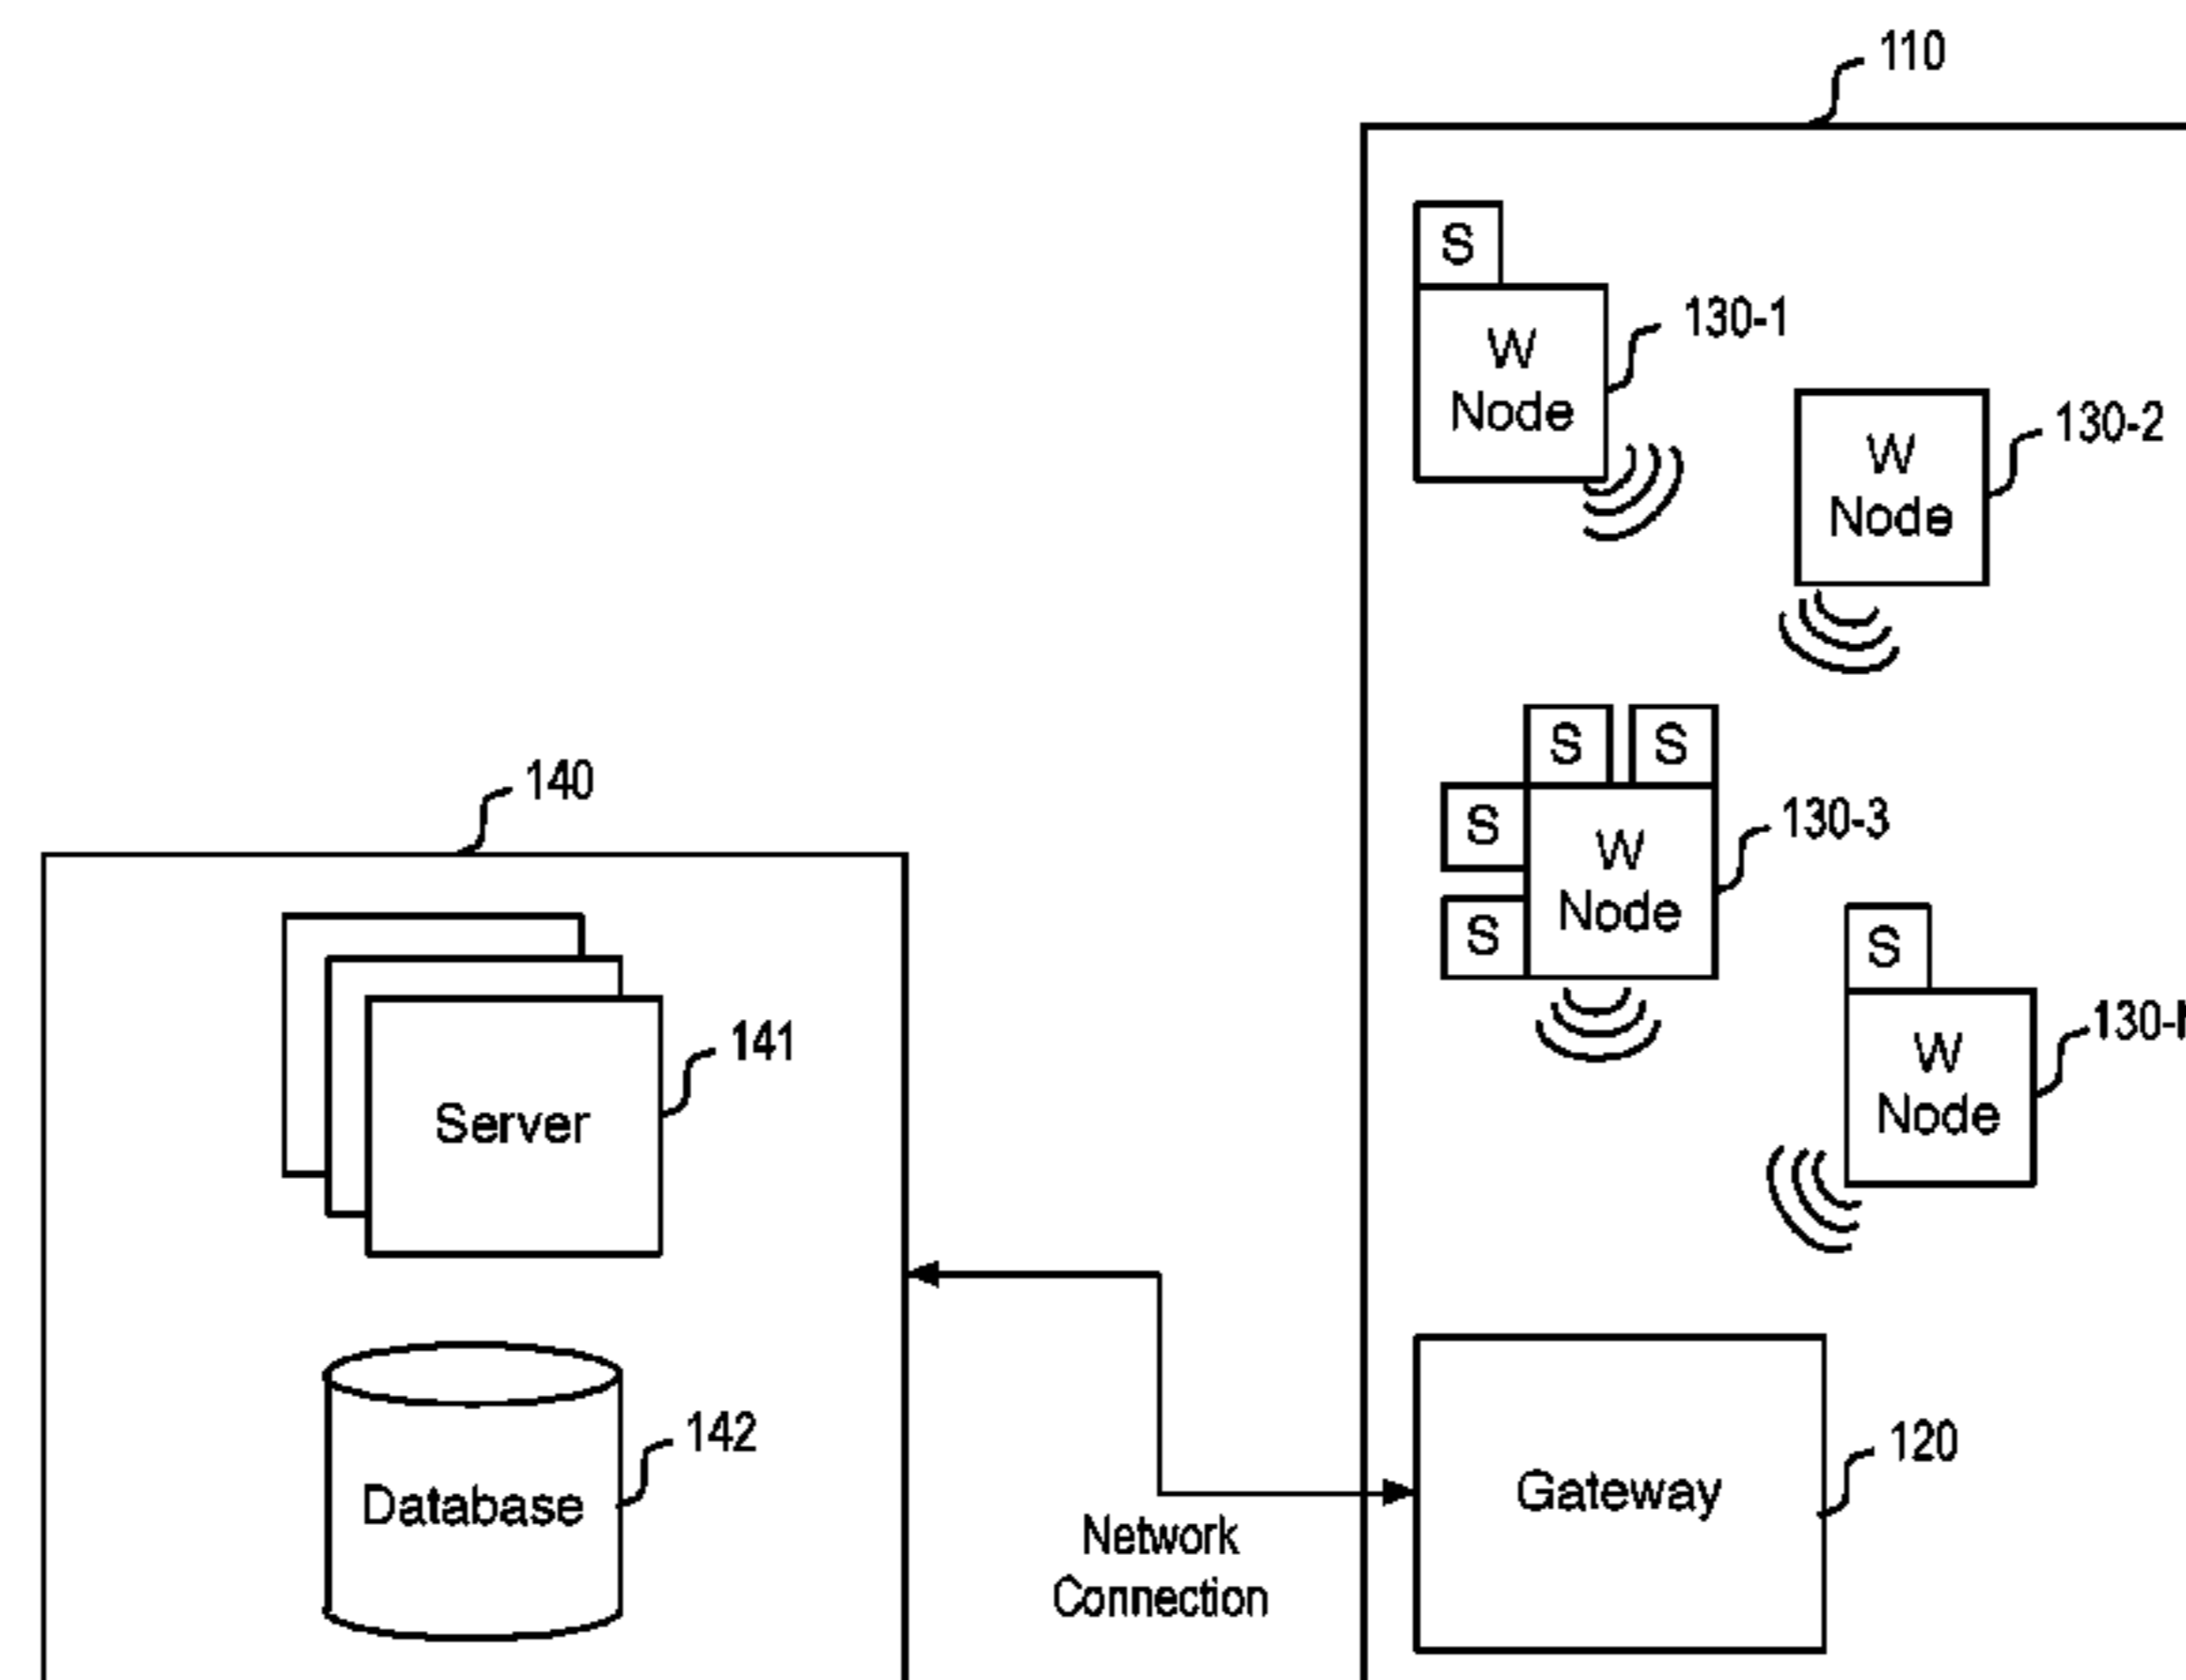 110
S
W
Node
130-1
W
Node
130-2
S S
S
S
W
Node
130-3
S
W
Node
140
Server
141
Database
142
Network
Connection
Gateway
120